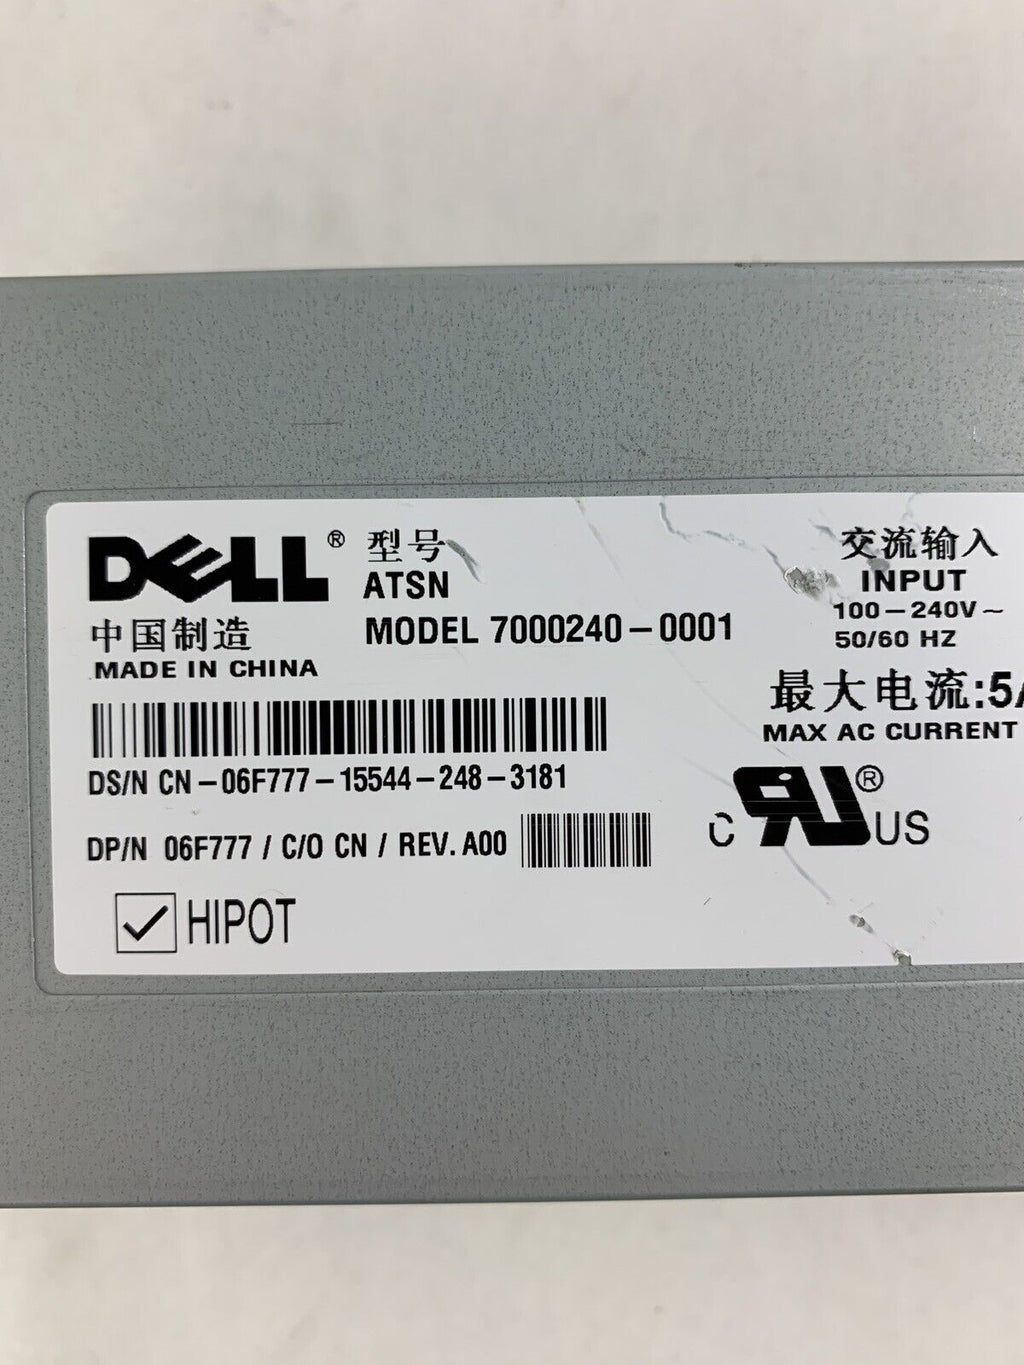 DELL®
型号
ATSN
MODEL 7000240-0001
中国制造
MADE IN CHINA
DS/N CN-06F777-15544-248-3181
DP/N 06F777 / C/O CN / REV. A00
HIPOT
交流输入
INPUT
100-240V~
50/60 HZ
最大电流:5A
MAX AC CURRENT
C UR® US